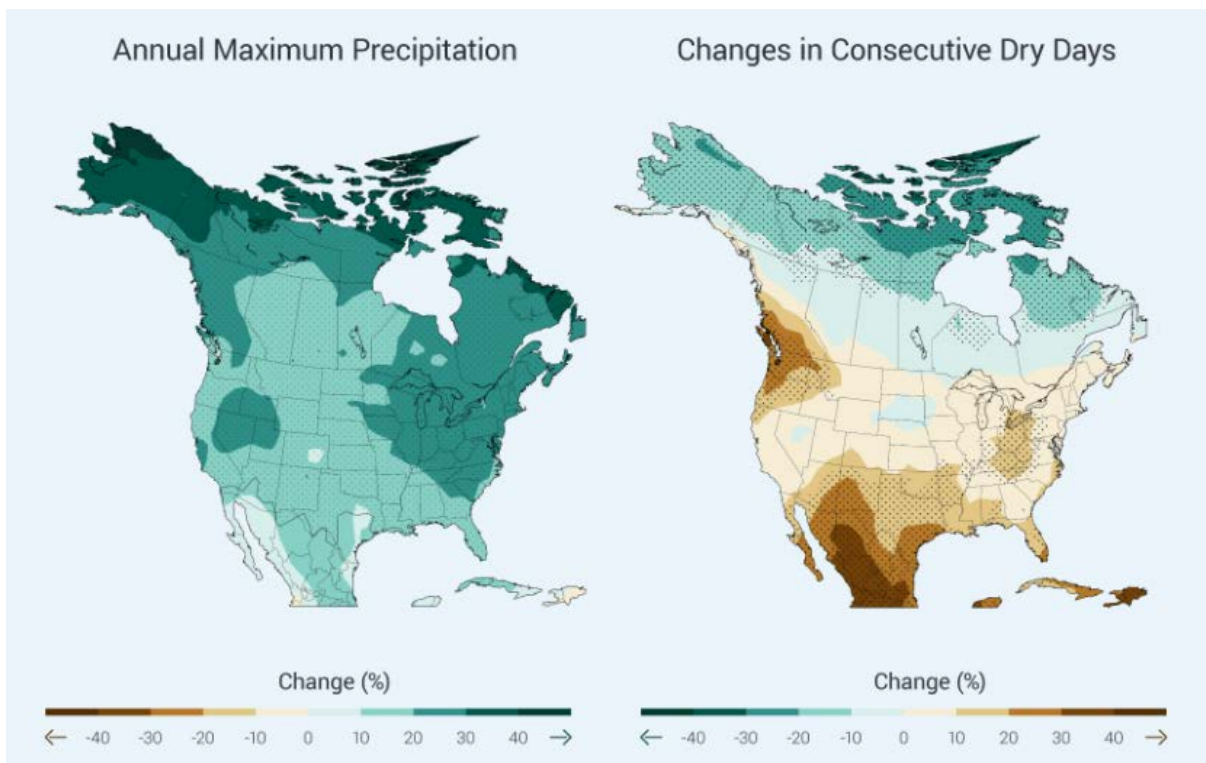 Annual Maximum Precipitation
Changes in Consecutive Dry Days
Change (%)
-40 -30 -20 -10 0 10 20 30 40
Change (%)
-40 -30 -20 -10 0 10 20 30 40